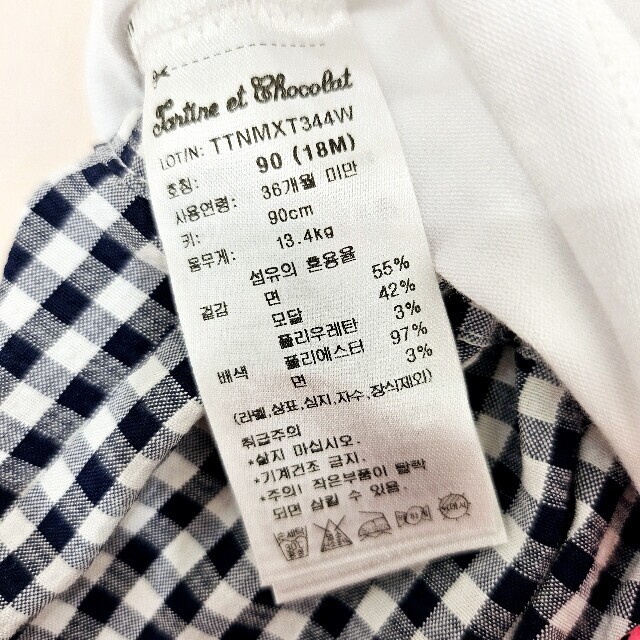 Tartine et Chocolat
LOT/N: TTNMXT344W
호칭: 90 (18M)
사용연령: 36개월 미만
키: 90cm
몸무게: 13.4kg
섬유의 혼용율
겉감 면 55%
모달 42%
폴리우레탄 3%
배색 폴리에스터 97%
면 3%
(라벨,상표,심지,자수,장식제외)
취급주의
*삶지 마십시오.
*기계건조 금지.
*주의! 작은부품이 탈락
되면 삼킬 수 있음.